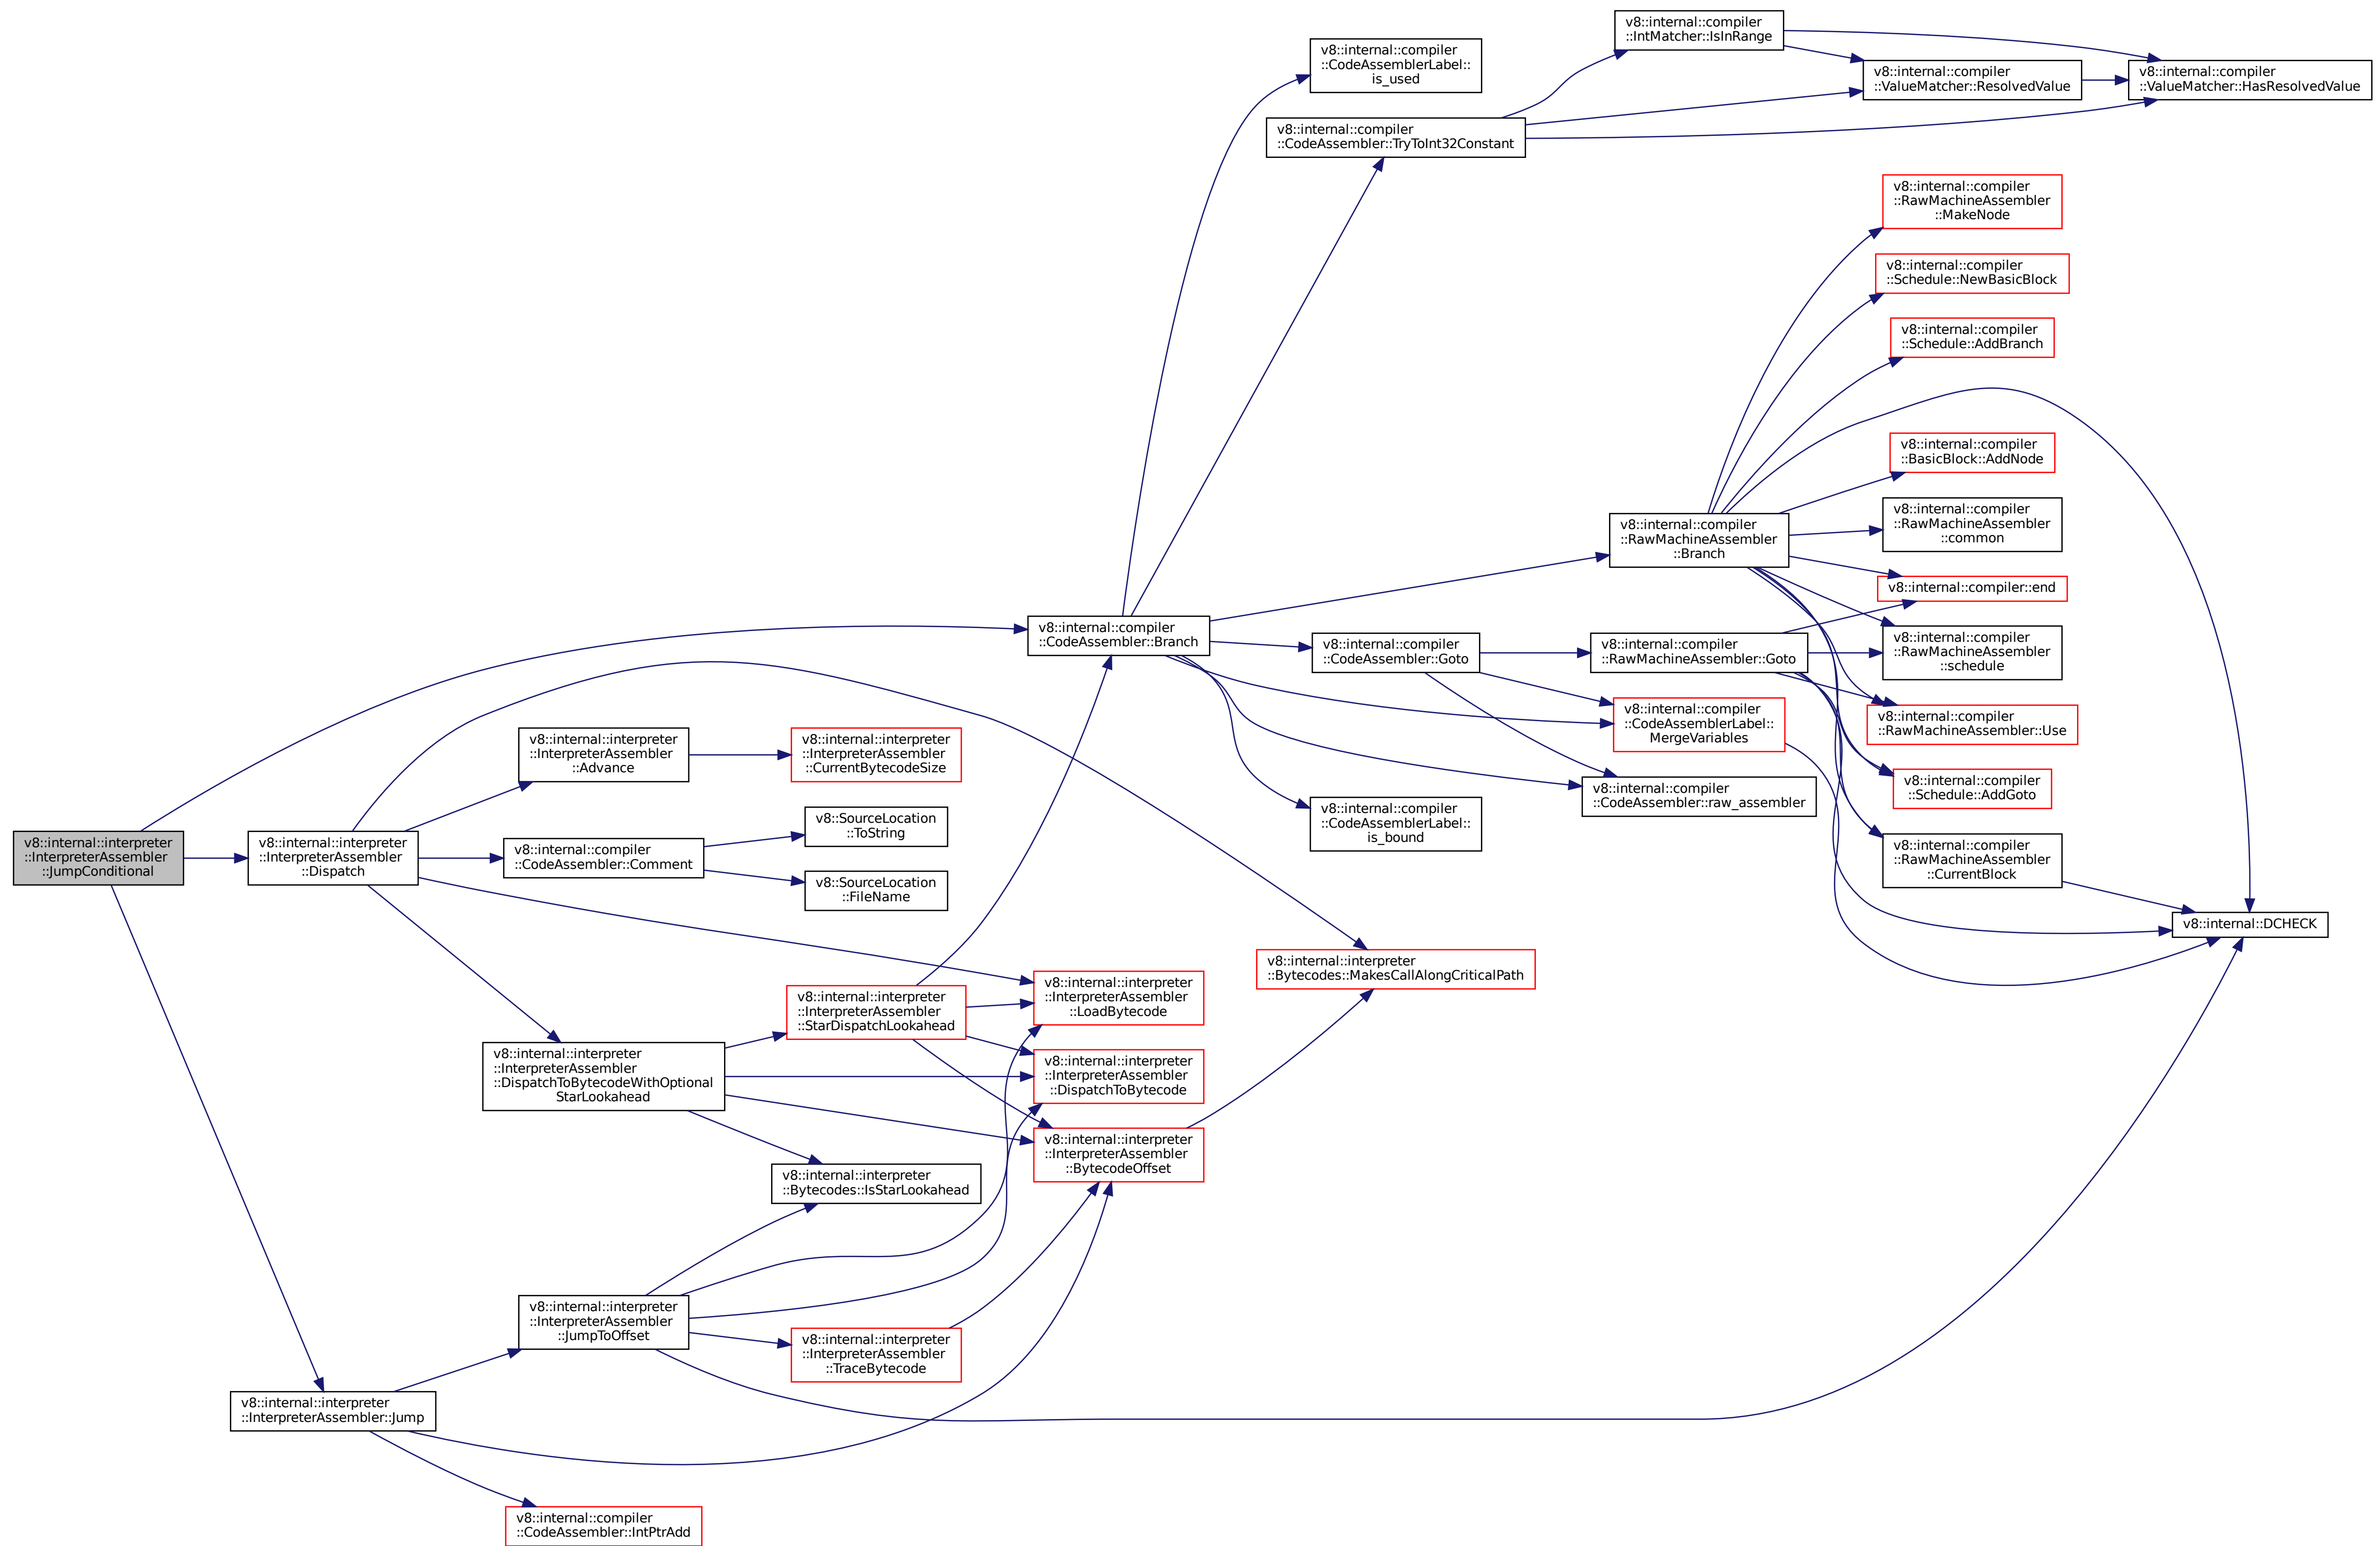 v8::internal::interpreter
::InterpreterAssembler
::JumpConditional
v8::internal::interpreter
::InterpreterAssembler
::Dispatch
v8::internal::interpreter
::InterpreterAssembler::Jump
v8::internal::interpreter
::InterpreterAssembler
::Advance
v8::internal::compiler
::CodeAssembler::Comment
v8::internal::interpreter
::InterpreterAssembler
::DispatchToBytecodeWithOptional
StarLookahead
v8::internal::interpreter
::InterpreterAssembler
::JumpToOffset
v8::internal::compiler
::CodeAssembler::IntPtrAdd
v8::internal::interpreter
::InterpreterAssembler
::CurrentBytecodeSize
v8::SourceLocation
::ToString
v8::SourceLocation
::FileName
v8::internal::interpreter
::InterpreterAssembler
::StarDispatchLookahead
v8::internal::interpreter
::Bytecodes::IsStarLookahead
v8::internal::interpreter
::InterpreterAssembler
::TraceBytecode
v8::internal::compiler
::CodeAssembler::Branch
v8::internal::interpreter
::InterpreterAssembler
::LoadBytecode
v8::internal::interpreter
::InterpreterAssembler
::DispatchToBytecode
v8::internal::interpreter
::InterpreterAssembler
::BytecodeOffset
v8::internal::compiler
::CodeAssemblerLabel::
is_used
v8::internal::compiler
::CodeAssembler::TryToInt32Constant
v8::internal::compiler
::CodeAssembler::Goto
v8::internal::compiler
::CodeAssemblerLabel::
is_bound
v8::internal::interpreter
::Bytecodes::MakesCallAlongCriticalPath
v8::internal::compiler
::IntMatcher::IsInRange
v8::internal::compiler
::RawMachineAssembler
::Branch
v8::internal::compiler
::RawMachineAssembler::Goto
v8::internal::compiler
::CodeAssemblerLabel::
MergeVariables
v8::internal::compiler
::CodeAssembler::raw_assembler
v8::internal::compiler
::ValueMatcher::ResolvedValue
v8::internal::compiler
::RawMachineAssembler
::MakeNode
v8::internal::compiler
::Schedule::NewBasicBlock
v8::internal::compiler
::Schedule::AddBranch
v8::internal::compiler
::BasicBlock::AddNode
v8::internal::compiler
::RawMachineAssembler
::common
v8::internal::compiler::end
v8::internal::compiler
::RawMachineAssembler
::schedule
v8::internal::compiler
::RawMachineAssembler::Use
v8::internal::compiler
::Schedule::AddGoto
v8::internal::compiler
::RawMachineAssembler
::CurrentBlock
v8::internal::compiler
::ValueMatcher::HasResolvedValue
v8::internal::DCHECK